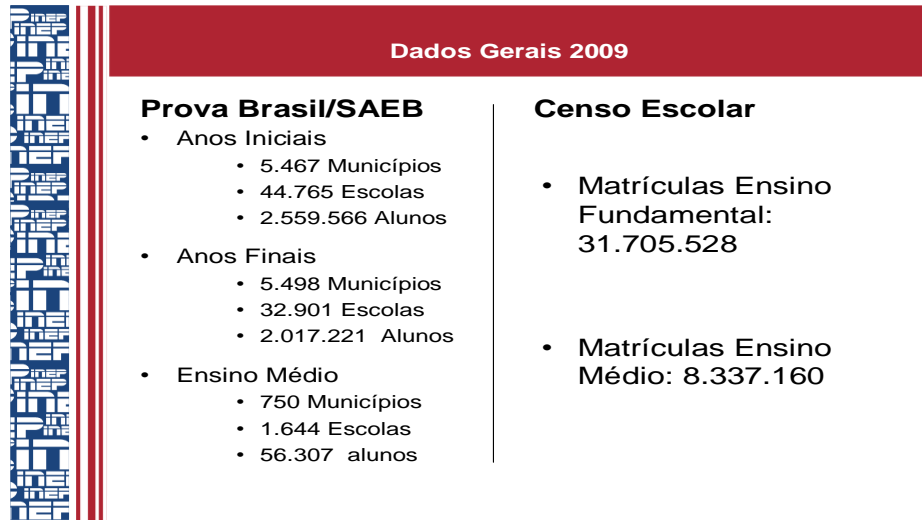 Dados Gerais 2009
Prova Brasil/SAEB
• Anos Iniciais
• 5.467 Municípios
• 44.765 Escolas
• 2.559.566 Alunos
• Anos Finais
• 5.498 Municípios
• 32.901 Escolas
• 2.017.221 Alunos
• Ensino Médio
• 750 Municípios
• 1.644 Escolas
• 56.307 alunos
Censo Escolar
• Matrículas Ensino
Fundamental:
31.705.528
• Matrículas Ensino
Médio: 8.337.160